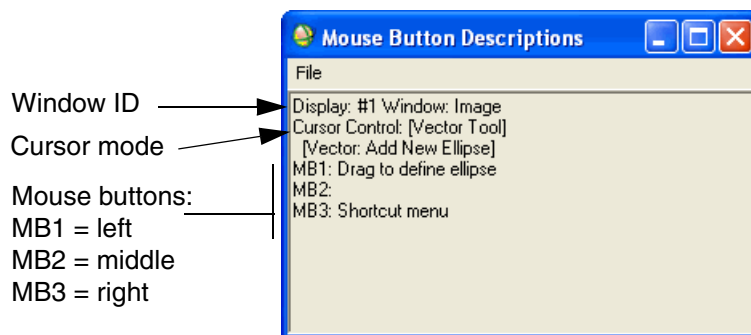 Mouse Button Descriptions
File
Window ID
Cursor mode
Mouse buttons:
MB1 = left
MB2 = middle
MB3 = right
Display: #1 Window: Image
Cursor Control: [Vector Tool]
[Vector: Add New Ellipse]
MB1: Drag to define ellipse
MB2:
MB3: Shortcut menu